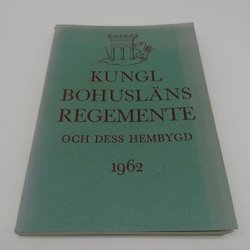 KUNGL
BOHUSLÄNS
REGEMENTE
OCH DESS HEMBYGD
1962